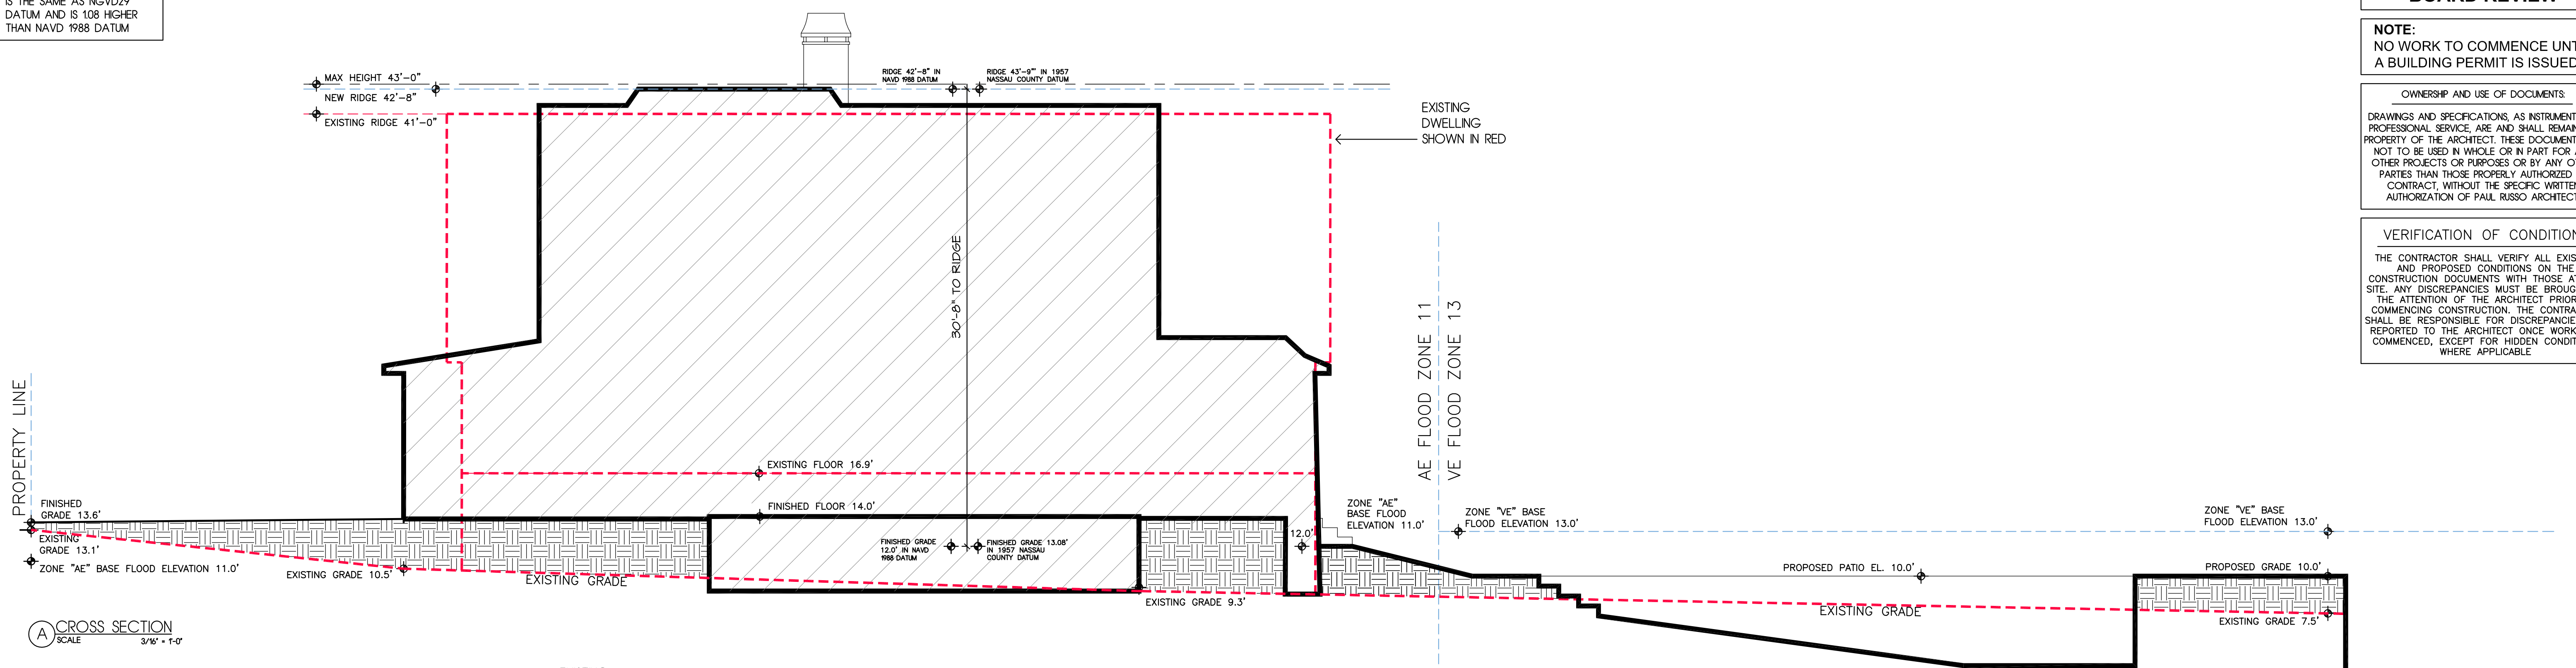 IS THE SAME AS NGVD29
DATUM AND IS 1.08 HIGHER
THAN NAVD 1988 DATUM
MAX HEIGHT 43'-0"
NEW RIDGE 42'-8"
EXISTING RIDGE 41'-0"
RIDGE 42'-8" IN
NAVD 1988 DATUM
RIDGE 43'-9"" IN 1957
NASSAU COUNTY DATUM
EXISTING
DWELLING
SHOWN IN RED
30'-8" TO RIDGE
AE FLOOD ZONE 11
VE FLOOD ZONE 13
PROPERTY LINE
FINISHED
GRADE 13.6'
EXISTING
GRADE 13.1'
ZONE "AE" BASE FLOOD ELEVATION 11.0'
EXISTING GRADE 10.5'
EXISTING GRADE
EXISTING FLOOR 16.9'
FINISHED FLOOR 14.0'
FINISHED GRADE
12.0' IN NAVD
1988 DATUM
FINISHED GRADE 13.08'
IN 1957 NASSAU
COUNTY DATUM
EXISTING GRADE 9.3'
12.0'
ZONE "AE"
BASE FLOOD
ELEVATION 11.0'
ZONE "VE" BASE
FLOOD ELEVATION 13.0'
ZONE "VE" BASE
FLOOD ELEVATION 13.0'
PROPOSED PATIO EL. 10.0'
PROPOSED GRADE 10.0'
EXISTING GRADE
EXISTING GRADE 7.5'
A
CROSS SECTION
SCALE 3/16" = 1'-0"
BOARD REVIEW
NOTE:
NO WORK TO COMMENCE UNT
A BUILDING PERMIT IS ISSUED
OWNERSHIP AND USE OF DOCUMENTS:
DRAWINGS AND SPECIFICATIONS, AS INSTRUMENT
PROFESSIONAL SERVICE, ARE AND SHALL REMAIN
PROPERTY OF THE ARCHITECT. THESE DOCUMENT
NOT TO BE USED IN WHOLE OR IN PART FOR A
OTHER PROJECTS OR PURPOSES OR BY ANY O
PARTIES THAN THOSE PROPERLY AUTHORIZED
CONTRACT, WITHOUT THE SPECIFIC WRITTEN
AUTHORIZATION OF PAUL RUSSO ARCHITECT
VERIFICATION OF CONDITION
THE CONTRACTOR SHALL VERIFY ALL EXIS
AND PROPOSED CONDITIONS ON THE
CONSTRUCTION DOCUMENTS WITH THOSE A
SITE. ANY DISCREPANCIES MUST BE BROUG
THE ATTENTION OF THE ARCHITECT PRIOR
COMMENCING CONSTRUCTION. THE CONTRA
SHALL BE RESPONSIBLE FOR DISCREPANCIE
REPORTED TO THE ARCHITECT ONCE WORK
COMMENCED, EXCEPT FOR HIDDEN CONDIT
WHERE APPLICABLE